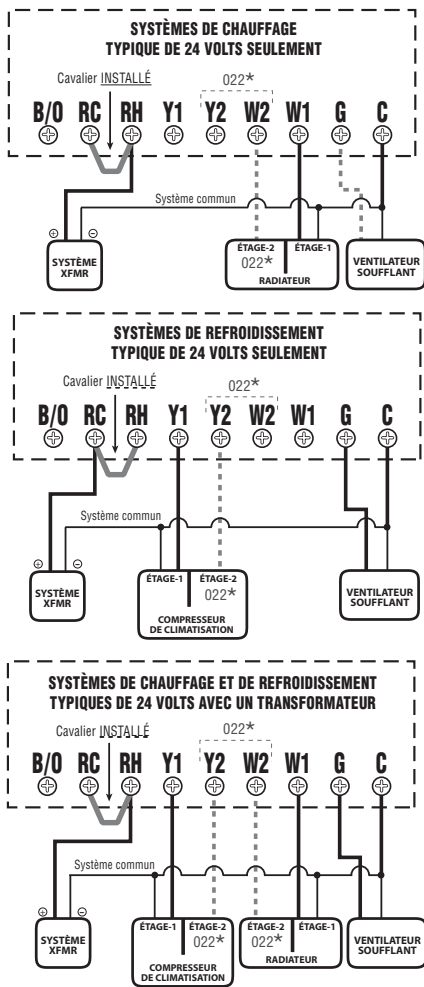 SYSTÈMES DE CHAUFFAGE
TYPIQUE DE 24 VOLTS SEULEMENT
Cavalier INSTALLÉ
022*
B/O RC RH Y1 Y2 W2 W1 G C
Système commun
⊕ ⊖
SYSTÈME
XFMR
ÉTAGE-2 ÉTAGE-1
022*
RADIATEUR
VENTILATEUR
SOUFFLANT
SYSTÈMES DE REFROIDISSEMENT
TYPIQUE DE 24 VOLTS SEULEMENT
Cavalier INSTALLÉ
022*
B/O RC RH Y1 Y2 W2 W1 G C
Système commun
⊕ ⊖
SYSTÈME
XFMR
ÉTAGE-1 ÉTAGE-2
022*
COMPRESSEUR
DE CLIMATISATION
VENTILATEUR
SOUFFLANT
SYSTÈMES DE CHAUFFAGE ET DE REFROIDISSEMENT
TYPIQUES DE 24 VOLTS AVEC UN TRANSFORMATEUR
Cavalier INSTALLÉ
022*
B/O RC RH Y1 Y2 W2 W1 G C
Système commun
⊕ ⊖
SYSTÈME
XFMR
ÉTAGE-1 ÉTAGE-2
022*
COMPRESSEUR
DE CLIMATISATION
ÉTAGE-2 ÉTAGE-1
022*
RADIATEUR
VENTILATEUR
SOUFFLANT